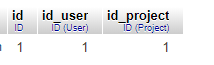 id id_user id_project
ID ID (User) ID (Project)
1 1 1